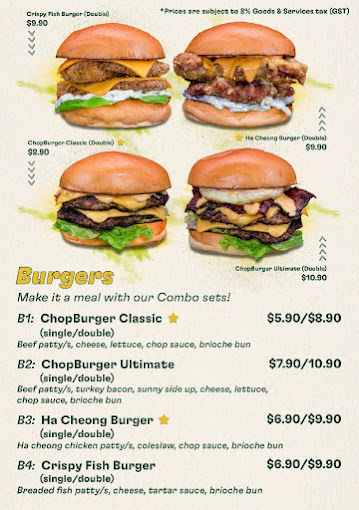 Crispy Fish Burger (Double)
$9.90
*Prices are subject to 8% Goods & Services tax (GST)
ChopBurger Classic (Double)
$8.90
Ha Cheong Burger (Double)
$9.90
ChopBurger Ultimate (Double)
$10.90
Burgers
Make it a meal with our Combo sets!
B1: ChopBurger Classic $5.90/$8.90
(single/double)
Beef patty/s, cheese, lettuce, chop sauce, brioche bun
B2: ChopBurger Ultimate $7.90/10.90
(single/double)
Beef patty/s, turkey bacon, sunny side up, cheese, lettuce,
chop sauce, brioche bun
B3: Ha Cheong Burger $6.90/$9.90
(single/double)
Ha cheong chicken patty/s, coleslaw, chop sauce, brioche bun
B4: Crispy Fish Burger $6.90/$9.90
(single/double)
Breaded fish patty/s, cheese, tartar sauce, brioche bun